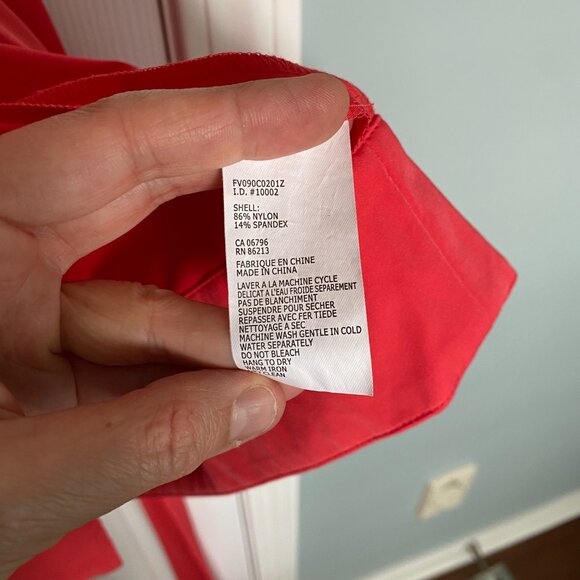 FV090C0201Z
I.D. #10002
SHELL:
86% NYLON
14% SPANDEX
CA 06796
RN 86213
FABRIQUE EN CHINE
MADE IN CHINA
LAVER A LA MACHINE CYCLE
DELICAT A L'EAU FROIDE SEPAREMENT
PAS DE BLANCHIMENT
SUSPENDRE POUR SECHER
REPASSER AVEC FER TIEDE
NETTOYAGE A SEC
MACHINE WASH GENTLE IN COLD
WATER SEPARATELY
DO NOT BLEACH
HANG TO DRY
WARM IRON
CLEAN